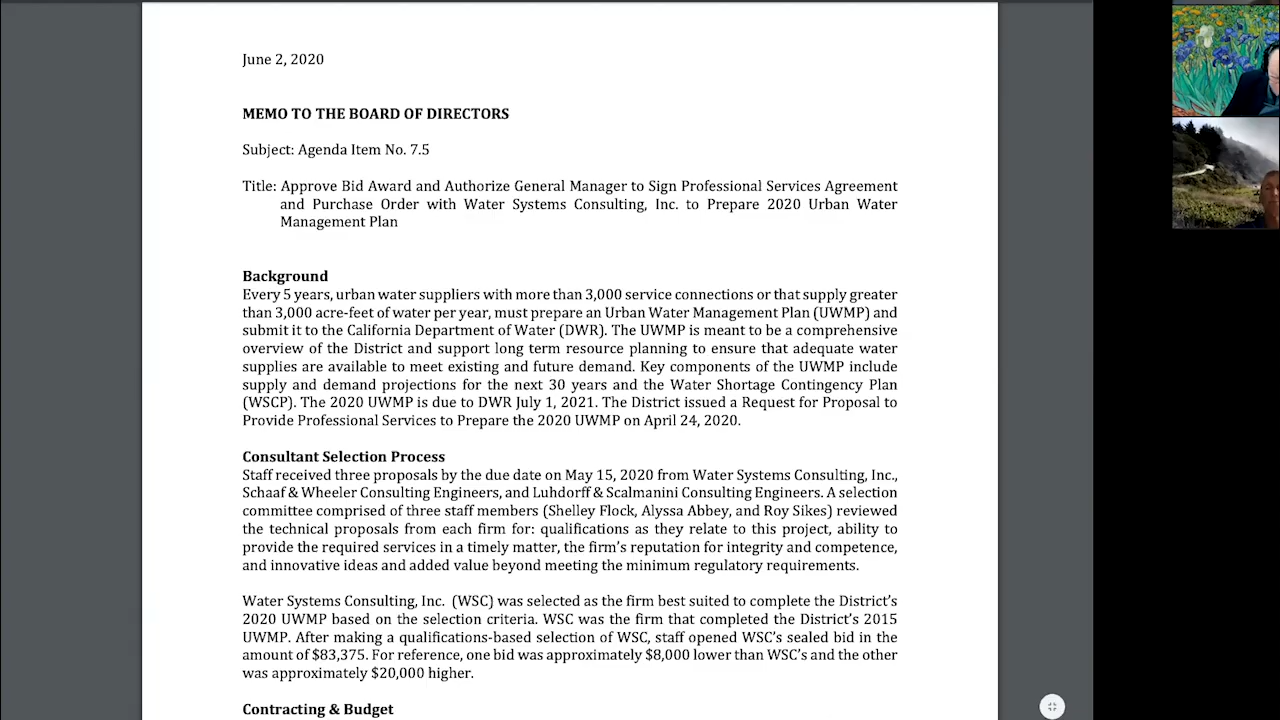 June 2, 2020
MEMO TO THE BOARD OF DIRECTORS
Subject: Agenda Item No. 7.5
Title: Approve Bid Award and Authorize General Manager to Sign Professional Services Agreement
and Purchase Order with Water Systems Consulting, Inc. to Prepare 2020 Urban Water
Management Plan
Background
Every 5 years, urban water suppliers with more than 3,000 service connections or that supply greater
than 3,000 acre-feet of water per year, must prepare an Urban Water Management Plan (UWMP) and
submit it to the California Department of Water (DWR). The UWMP is meant to be a comprehensive
overview of the District and support long term resource planning to ensure that adequate water
supplies are available to meet existing and future demand. Key components of the UWMP include
supply and demand projections for the next 30 years and the Water Shortage Contingency Plan
(WSCP). The 2020 UWMP is due to DWR July 1, 2021. The District issued a Request for Proposal to
Provide Professional Services to Prepare the 2020 UWMP on April 24, 2020.
Consultant Selection Process
Staff received three proposals by the due date on May 15, 2020 from Water Systems Consulting, Inc.,
Schaaf & Wheeler Consulting Engineers, and Luhdorff & Scalmanini Consulting Engineers. A selection
committee comprised of three staff members (Shelley Flock, Alyssa Abbey, and Roy Sikes) reviewed
the technical proposals from each firm for: qualifications as they relate to this project, ability to
provide the required services in a timely matter, the firm's reputation for integrity and competence,
and innovative ideas and added value beyond meeting the minimum regulatory requirements.
Water Systems Consulting, Inc. (WSC) was selected as the firm best suited to complete the District's
2020 UWMP based on the selection criteria. WSC was the firm that completed the District's 2015
UWMP. After making a qualifications-based selection of WSC, staff opened WSC's sealed bid in the
amount of $83,375. For reference, one bid was approximately $8,000 lower than WSC's and the other
was approximately $20,000 higher.
Contracting & Budget